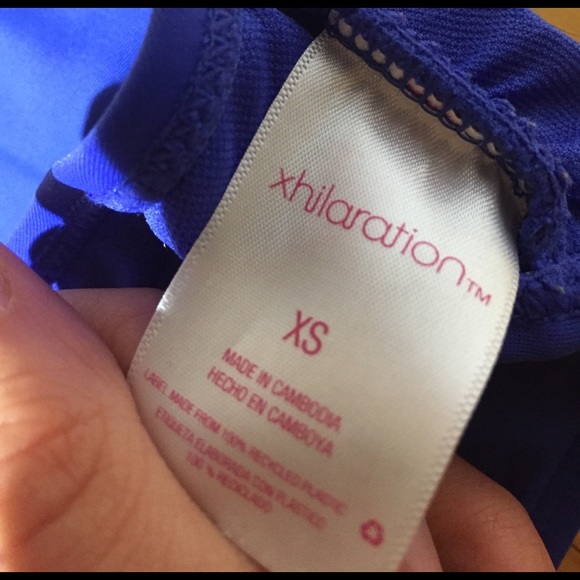 xhilaration™
XS
MADE IN CAMBODIA
HECHO EN CAMBOYA
LABEL MADE FROM 100% RECYCLED PLASTIC
ETIQUETA ELABORADA CON PLASTICO
100 % RECICLADO